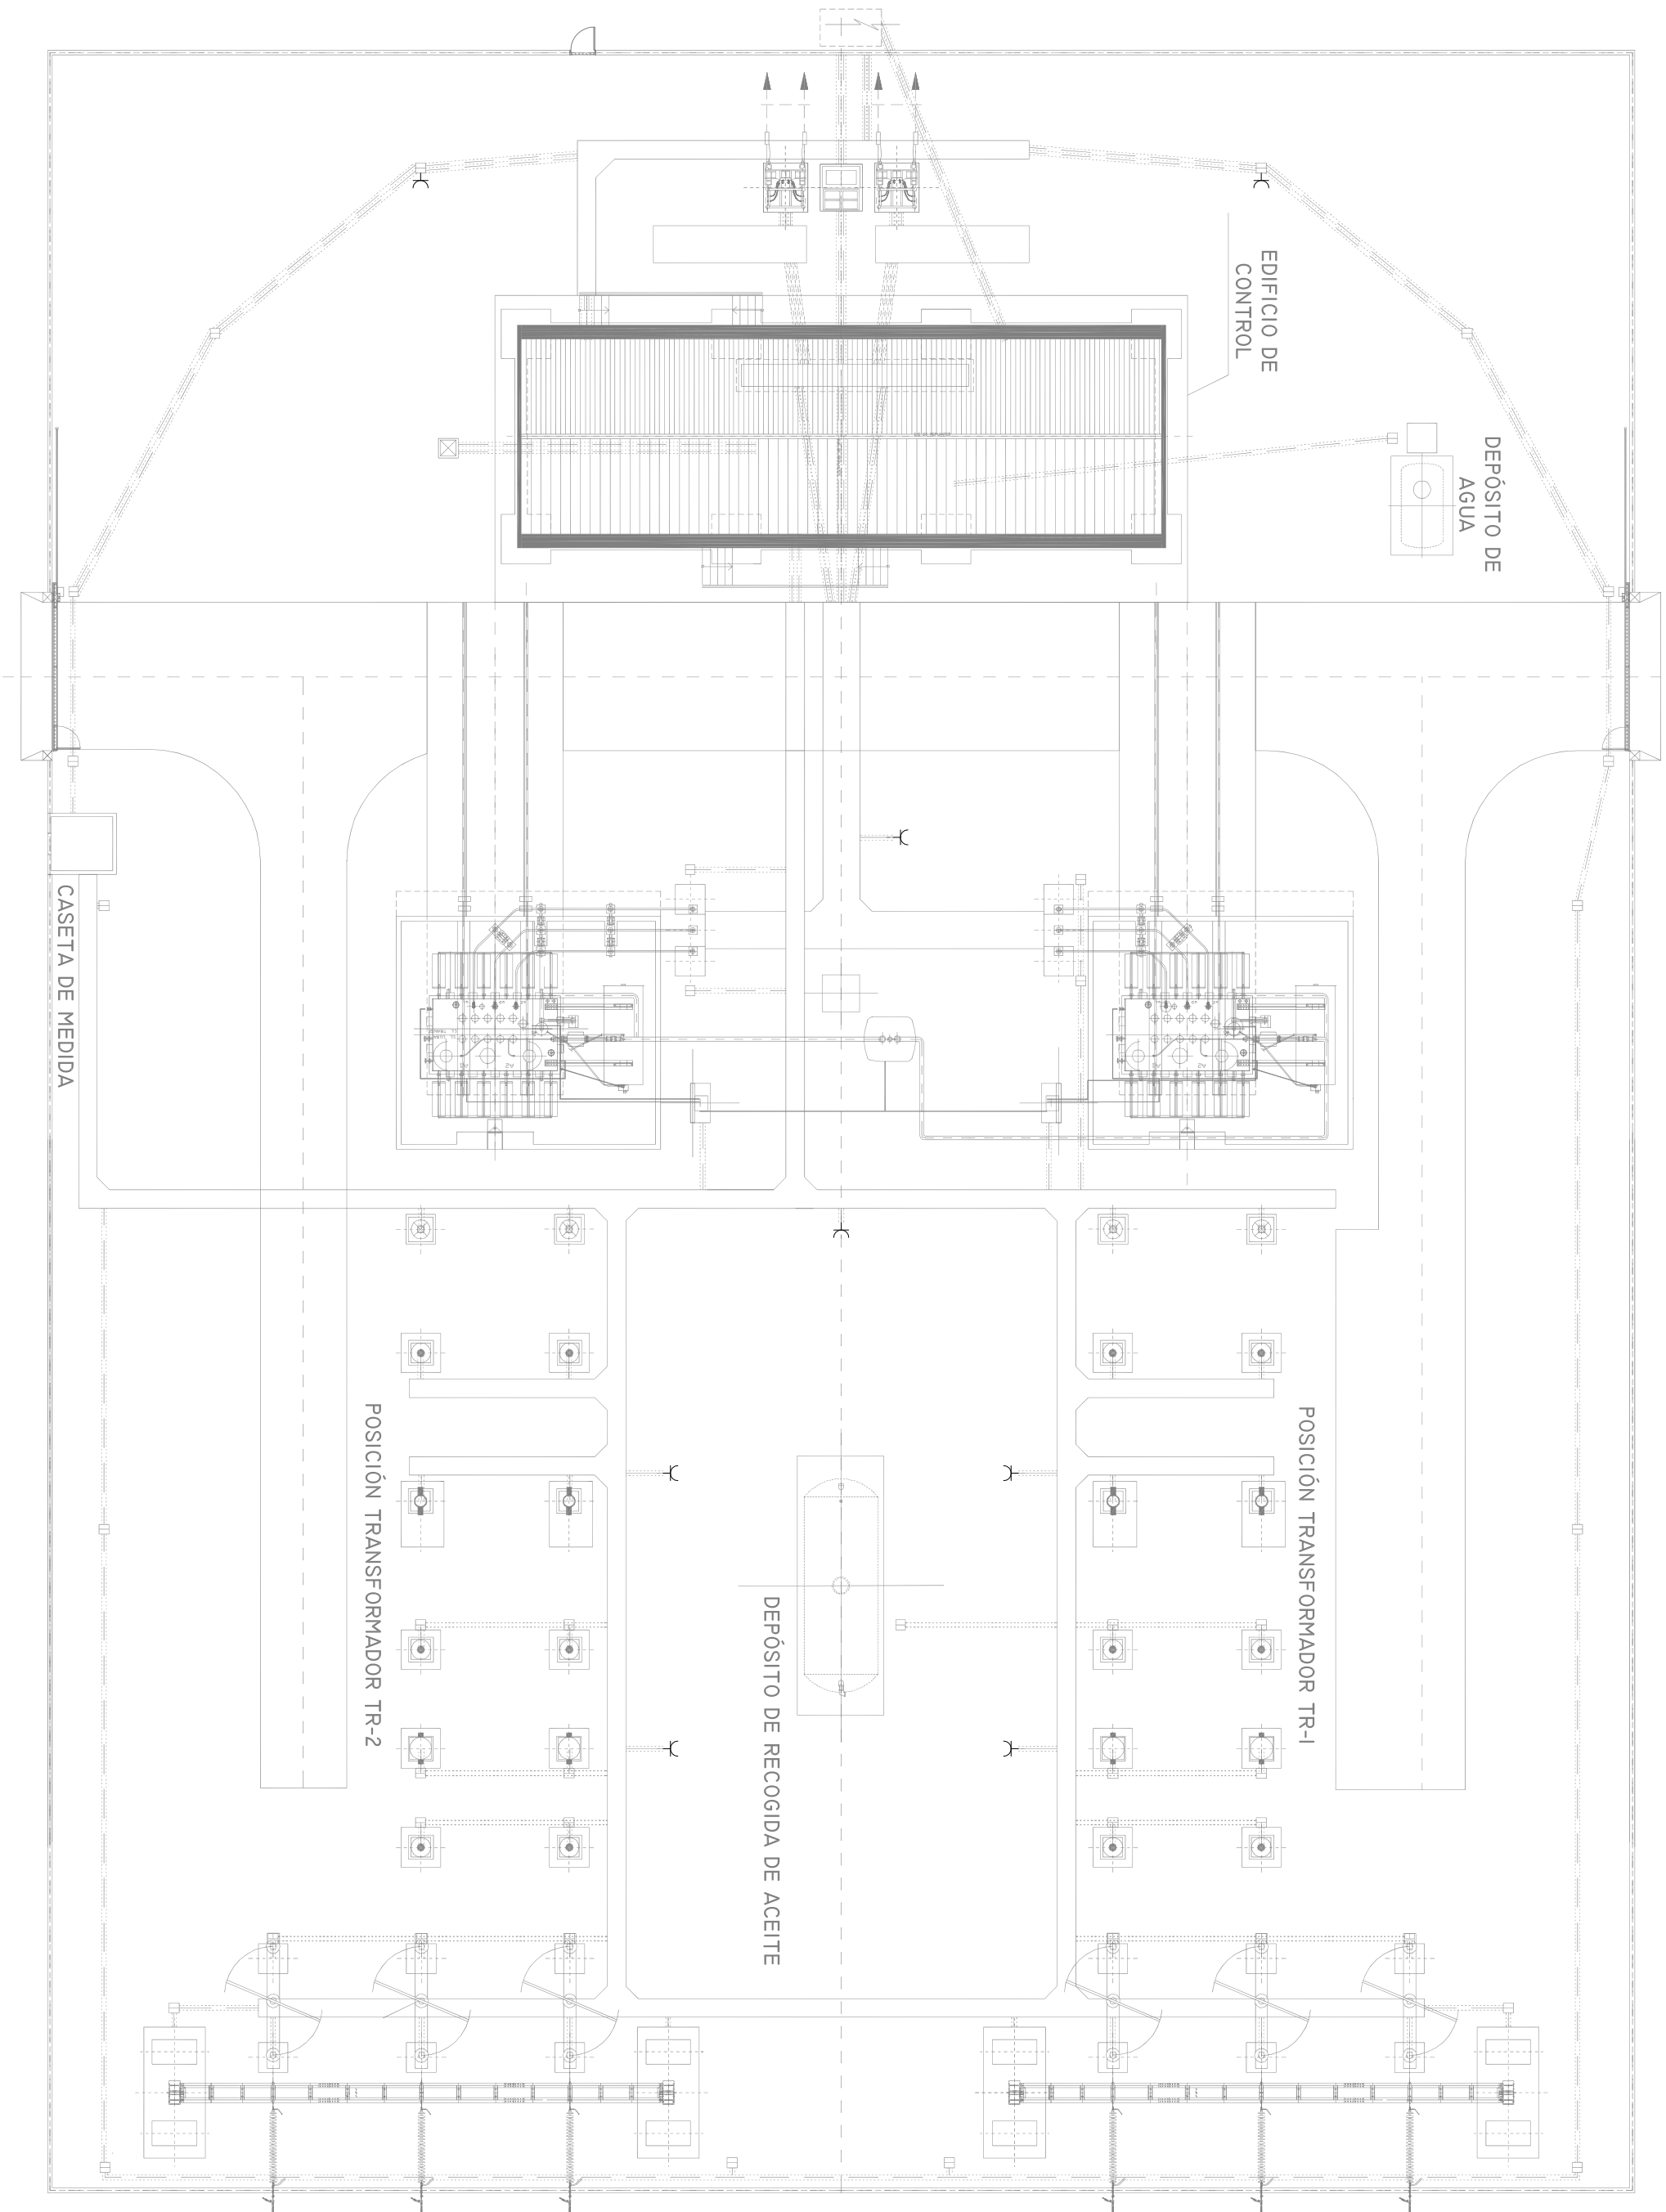 EDIFICIO DE
CONTROL
DEPÓSITO DE
AGUA
CASETA DE MEDIDA
POSICIÓN TRANSFORMADOR TR-2
DEPÓSITO DE RECOGIDA DE ACEITE
POSICIÓN TRANSFORMADOR TR-1